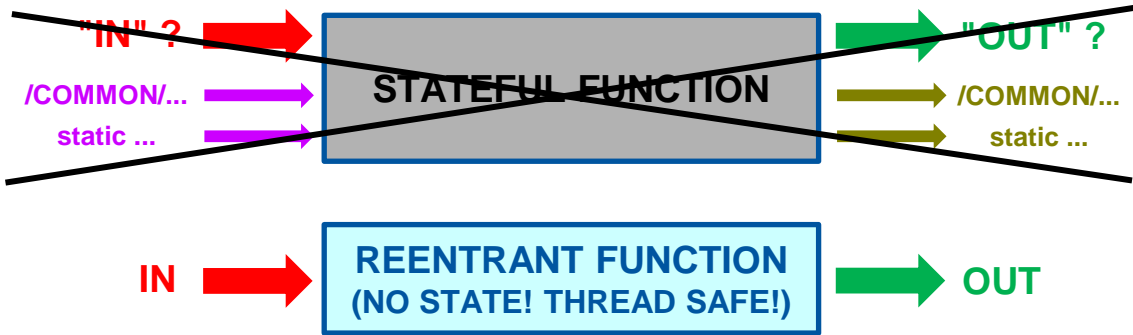 "IN" ?
STATEFUL FUNCTION
"OUT" ?
/COMMON/...
/COMMON/...
static ...
static ...
IN
REENTRANT FUNCTION
(NO STATE! THREAD SAFE!)
OUT